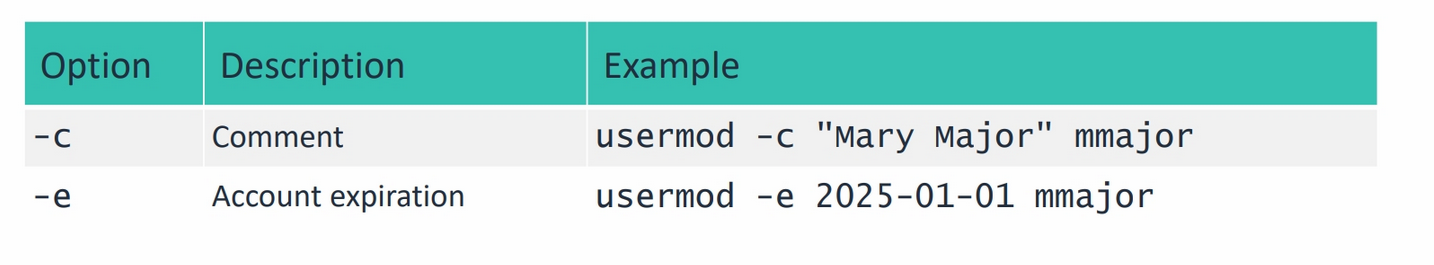 Option Description Example
-c Comment usermod -c "Mary Major" mmajor
-e Account expiration usermod -e 2025-01-01 mmajor